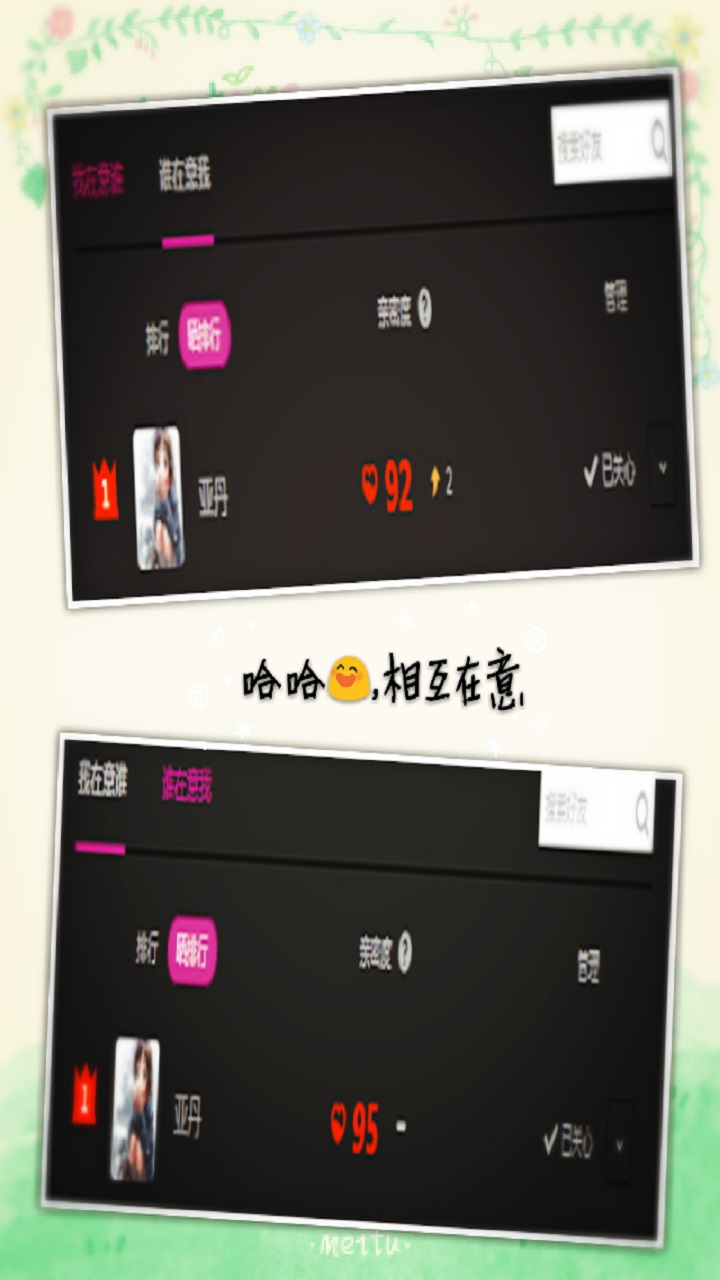 我在意谁 谁在意我 搜索好友
排行 晒排行 亲密度 ? 管理
1 亚丹 92 2 已关心
哈哈😄,相互在意
我在意谁 谁在意我 搜索好友
排行 晒排行 亲密度 ? 管理
1 亚丹 95 - 已关心
meitu